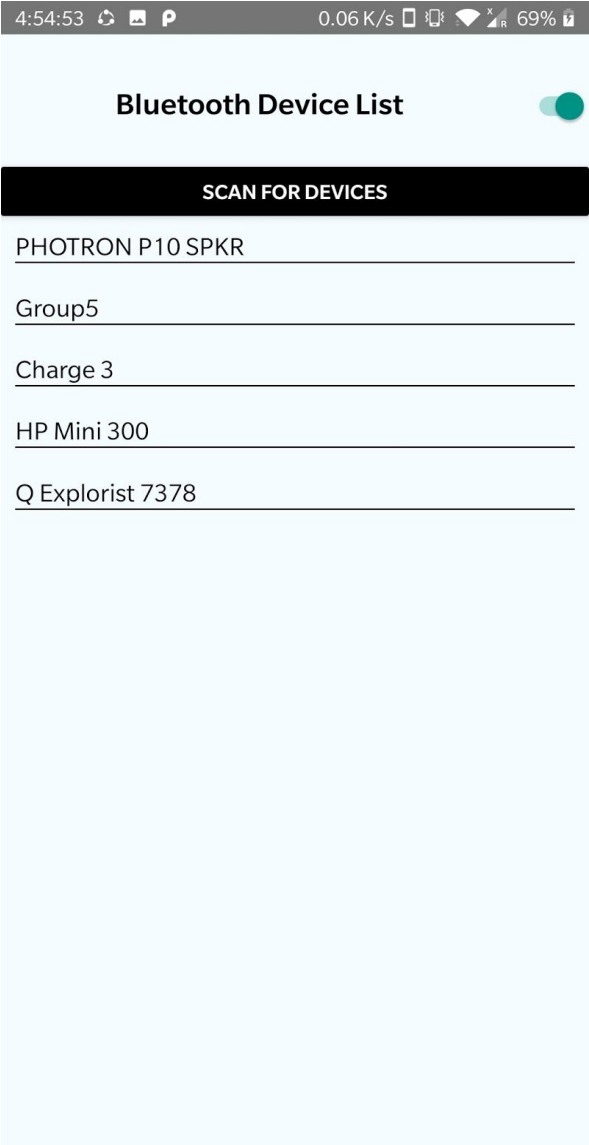 4:54:53 0.06 K/s X R 69%
Bluetooth Device List
SCAN FOR DEVICES
PHOTRON P10 SPKR
Group5
Charge 3
HP Mini 300
Q Explorist 7378